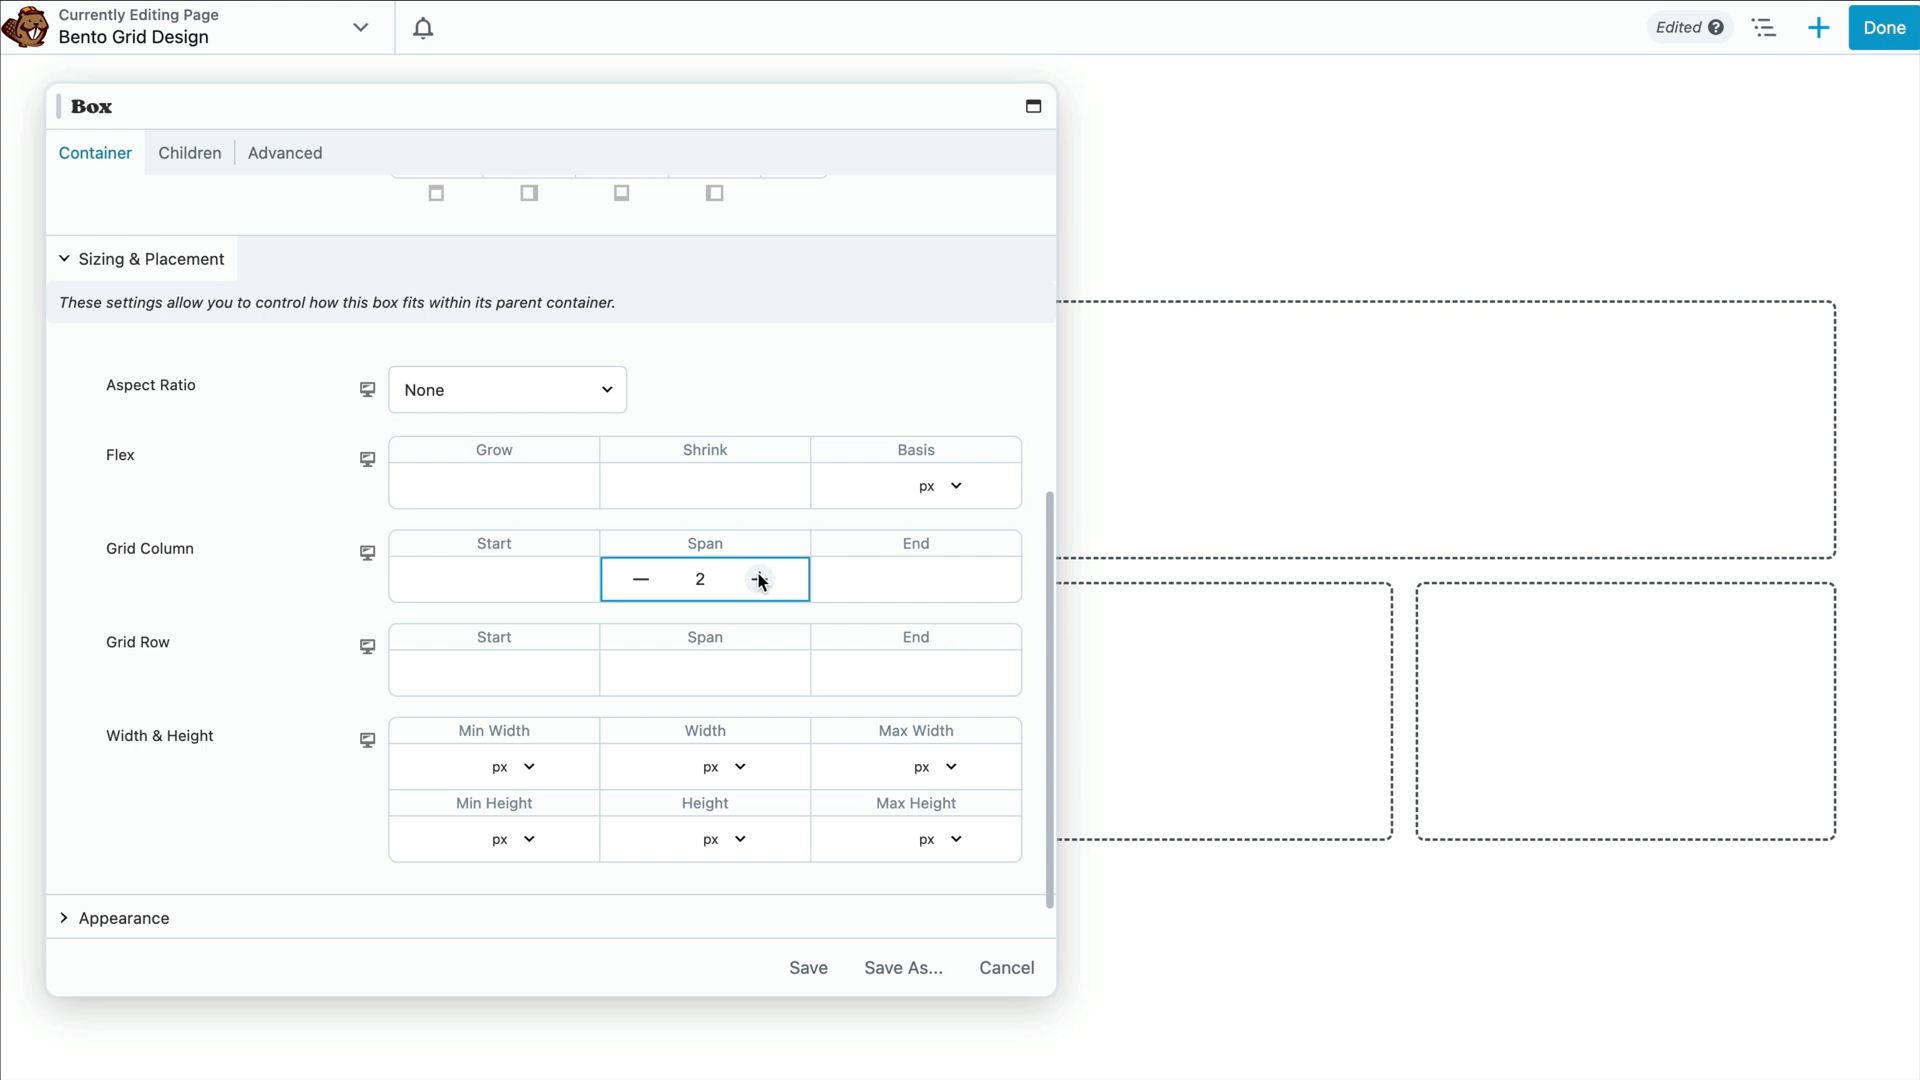 Currently Editing Page
Bento Grid Design
Edited
Done
Box
Container Children Advanced
Sizing & Placement
These settings allow you to control how this box fits within its parent container.
Aspect Ratio None
Flex Grow Shrink Basis
px
Grid Column Start Span End
2
Grid Row Start Span End
Width & Height Min Width Width Max Width
px px px
Min Height Height Max Height
px px px
Appearance
Save Save As... Cancel